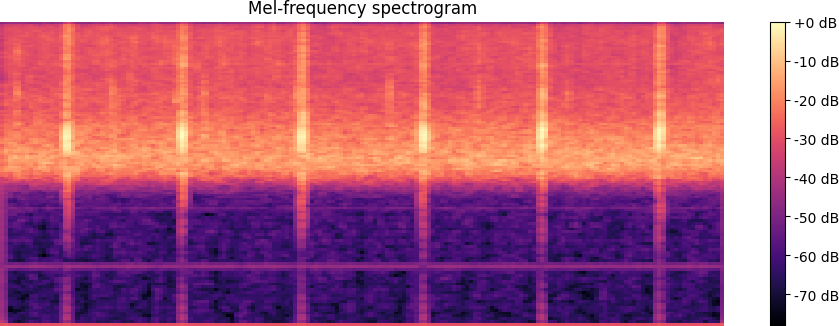 Mel-frequency spectrogram
+0 dB
-10 dB
-20 dB
-30 dB
-40 dB
-50 dB
-60 dB
-70 dB